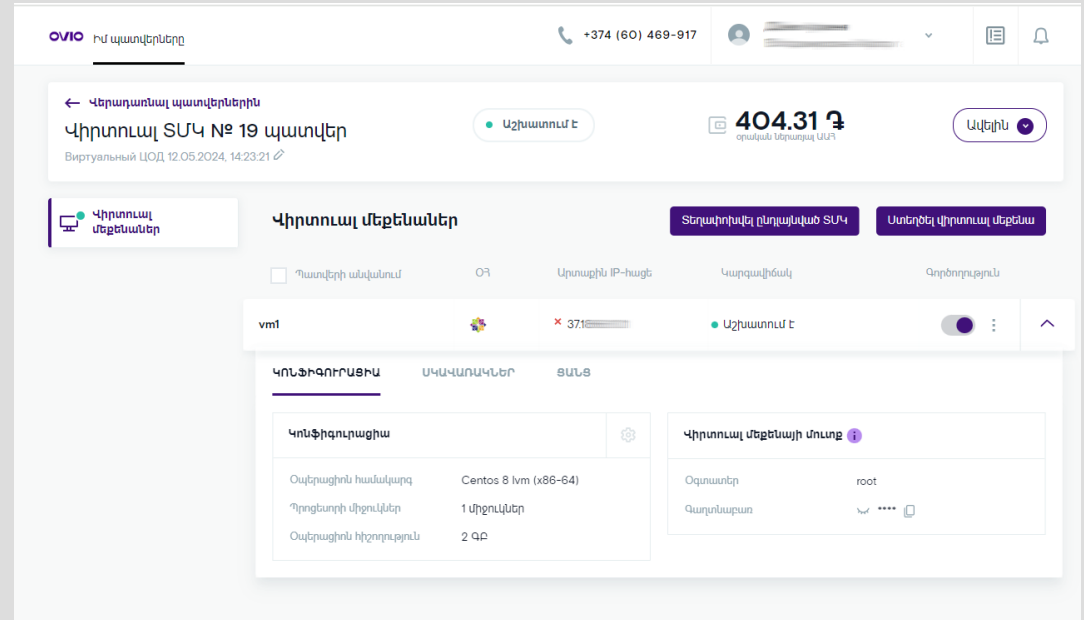 OVIO Իմ պատվերները
+374 (60) 469-917
Վերադառնալ պատվերներին
Վիրտուալ ՏՄԿ № 19 պատվեր
Виртуальный ЦОД 12.05.2024, 14:23:21
Աշխատում է
404.31 ֏
օրական ներառյալ ԱԱՀ
Ավելին
Վիրտուալ
մեքենաներ
Վիրտուալ մեքենաներ
Տեղափոխվել ընդլայնված ՏՄԿ
Ստեղծել վիրտուալ մեքենա
Պատվերի անվանում
ՕՀ
Արտաքին IP-հացե
Կարգավիճակ
Գործողություն
vm1
37.1
Աշխատում է
ԿՈՆՖԻԳՈՒՐԱՑԻԱ
ՍԿԱՎԱՌԱԿՆԵՐ
ՑԱՆՑ
Կոնֆիգուրացիա
Օպերացիոն համակարգ
Centos 8 lvm (x86-64)
Պրոցեսորի միջուկներ
1 միջուկներ
Օպերացիոն հիշողություն
2 ԳԲ
Վիրտուալ մեքենայի մուտք
Օգտատեր
root
Գաղտնաբառ
****